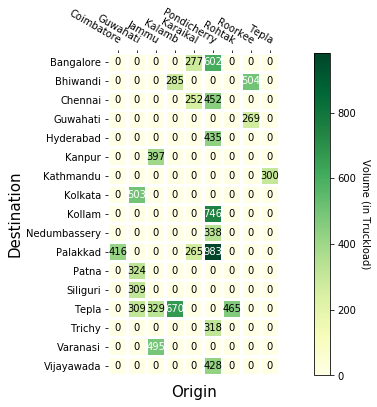 Coimbatore Guwahati Jammu Kalamb Karaikal Pondicherry Rohtak Roorkee Tepla
Bangalore 0 0 0 0 277 602 0 0 0
Bhiwandi 0 0 0 285 0 0 0 504 0
Chennai 0 0 0 0 252 452 0 0 0
Guwahati 0 0 0 0 0 0 0 269 0
Hyderabad 0 0 0 0 0 435 0 0 0
Kanpur 0 0 397 0 0 0 0 0 0
Kathmandu 0 0 0 0 0 0 0 0 300
Kolkata 0 503 0 0 0 0 0 0 0
Kollam 0 0 0 0 0 746 0 0 0
Nedumbassery 0 0 0 0 0 338 0 0 0
Palakkad 416 0 0 0 265 983 0 0 0
Patna 0 324 0 0 0 0 0 0 0
Siliguri 0 309 0 0 0 0 0 0 0
Tepla 0 309 329 670 0 0 465 0 0
Trichy 0 0 0 0 0 318 0 0 0
Varanasi 0 0 495 0 0 0 0 0 0
Vijayawada 0 0 0 0 0 428 0 0 0
Destination
Origin
800
600
400
200
0
Volume (in Truckload)